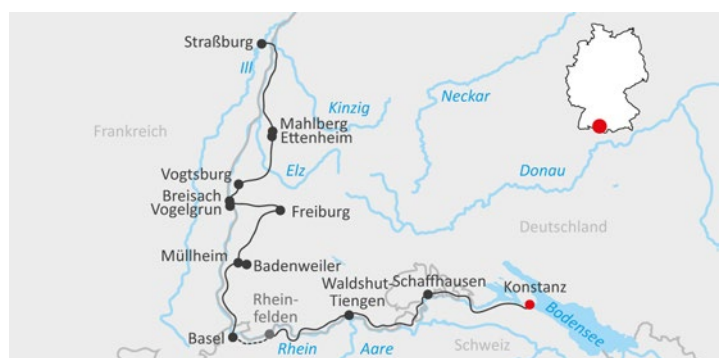 Straßburg
Ill
Kinzig
Neckar
Frankreich
Mahlberg
Ettenheim
Elz
Donau
Vogtsburg
Breisach
Vogelgrun
Freiburg
Deutschland
Müllheim
Badenweiler
Waldshut-
Tiengen
Schaffhausen
Konstanz
Rhein-
felden
Bodensee
Basel
Rhein
Aare
Schweiz